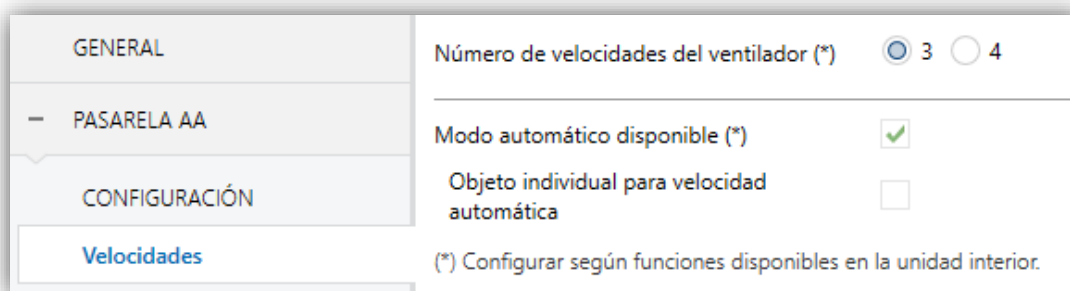 GENERAL
PASARELA AA
CONFIGURACIÓN
Velocidades
Número de velocidades del ventilador (*) 3 4
Modo automático disponible (*)
Objeto individual para velocidad
automática
(*) Configurar según funciones disponibles en la unidad interior.